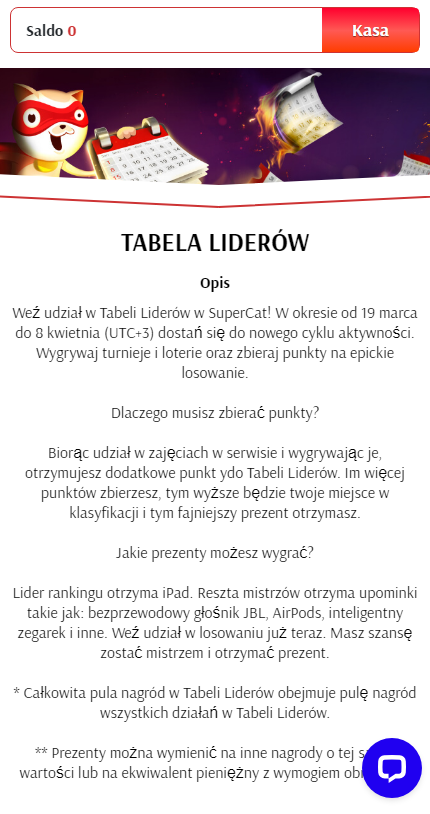 Saldo 0
Kasa
TABELA LIDERÓW
Opis
Weź udział w Tabeli Liderów w SuperCat! W okresie od 19 marca
do 8 kwietnia (UTC+3) dostań się do nowego cyklu aktywności.
Wygrywaj turnieje i loterie oraz zbieraj punkty na epickie
losowanie.
Dlaczego musisz zbierać punkty?
Biorąc udział w zajęciach w serwisie i wygrywając je,
otrzymujesz dodatkowe punkt ydo Tabeli Liderów. Im więcej
punktów zbierzesz, tym wyższe będzie twoje miejsce w
klasyfikacji i tym fajniejszy prezent otrzymasz.
Jakie prezenty możesz wygrać?
Lider rankingu otrzyma iPad. Reszta mistrzów otrzyma upominki
takie jak: bezprzewodowy głośnik JBL, AirPods, inteligentny
zegarek i inne. Weź udział w losowaniu już teraz. Masz szansę
zostać mistrzem i otrzymać prezent.
* Całkowita pula nagród w Tabeli Liderów obejmuje pulę nagród
wszystkich działań w Tabeli Liderów.
** Prezenty można wymienić na inne nagrody o tej
wartości lub na ekwiwalent pieniężny z wymogiem